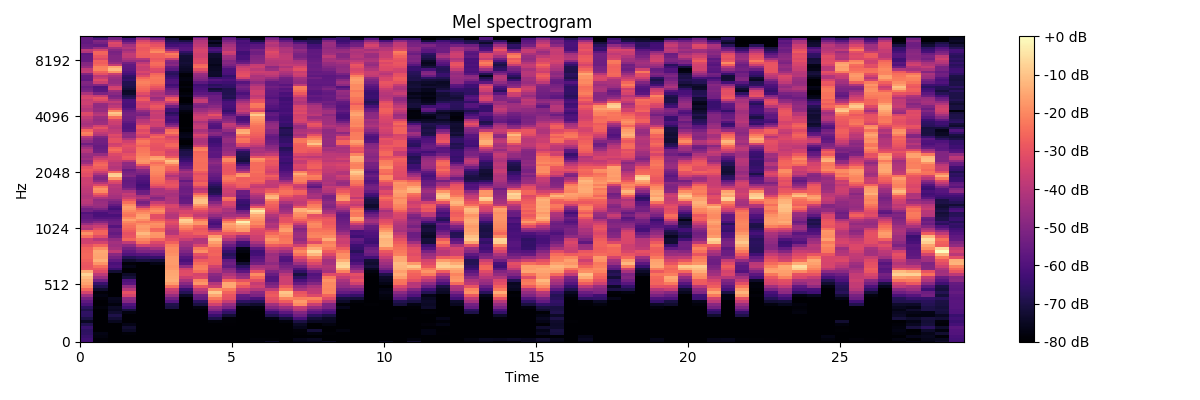 Mel spectrogram
8192
4096
2048
1024
512
0
Hz
0 5 10 15 20 25
Time
+0 dB
-10 dB
-20 dB
-30 dB
-40 dB
-50 dB
-60 dB
-70 dB
-80 dB